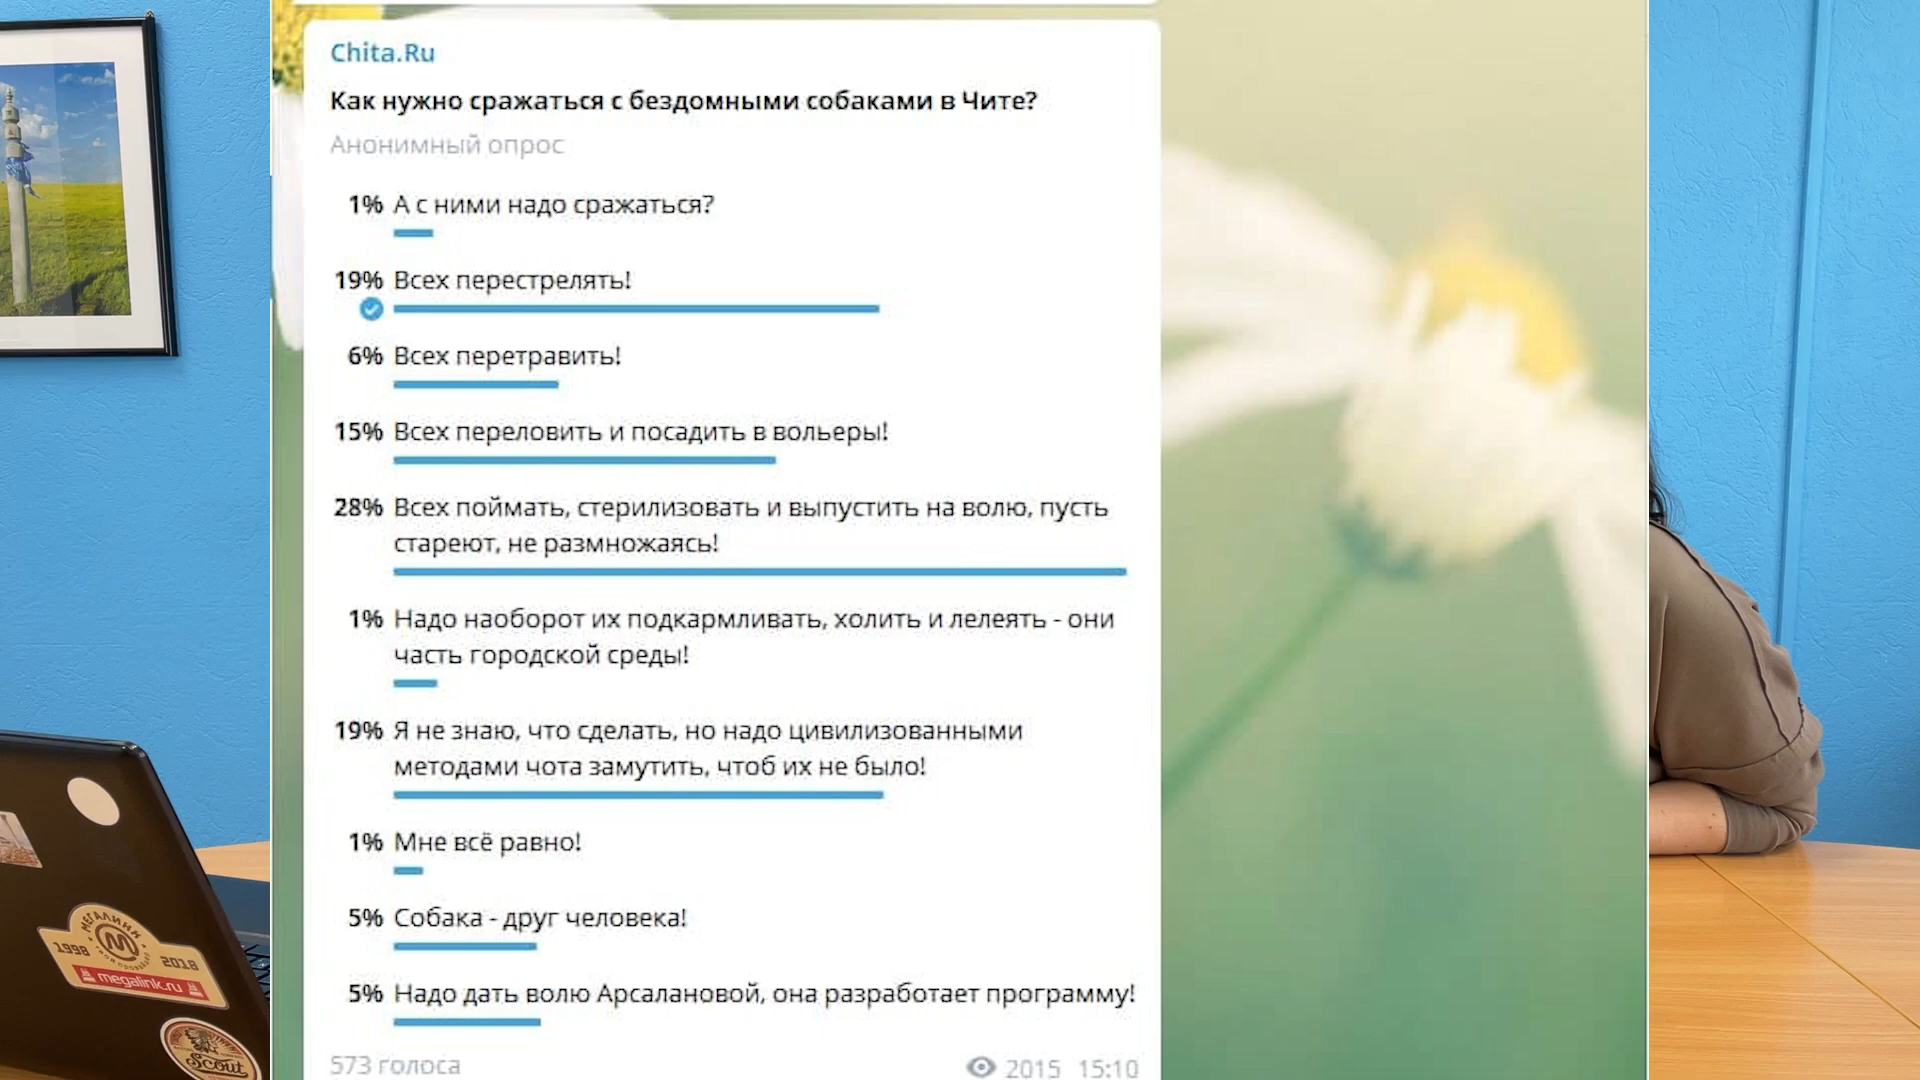 Chita.Ru
Как нужно сражаться с бездомными собаками в Чите?
Анонимный опрос
1% А с ними надо сражаться?
19% Всех перестрелять!
6% Всех перетравить!
15% Всех переловить и посадить в вольеры!
28% Всех поймать, стерилизовать и выпустить на волю, пусть
стареют, не размножаясь!
1% Надо наоборот их подкармливать, холить и лелеять - они
часть городской среды!
19% Я не знаю, что сделать, но надо цивилизованными
методами чота замутить, чтоб их не было!
1% Мне всё равно!
5% Собака - друг человека!
5% Надо дать волю Арсалановой, она разработает программу!
573 голоса
2015 15:10
МЕГАЛИНК
1998 М 2018
megalink.ru
Scout